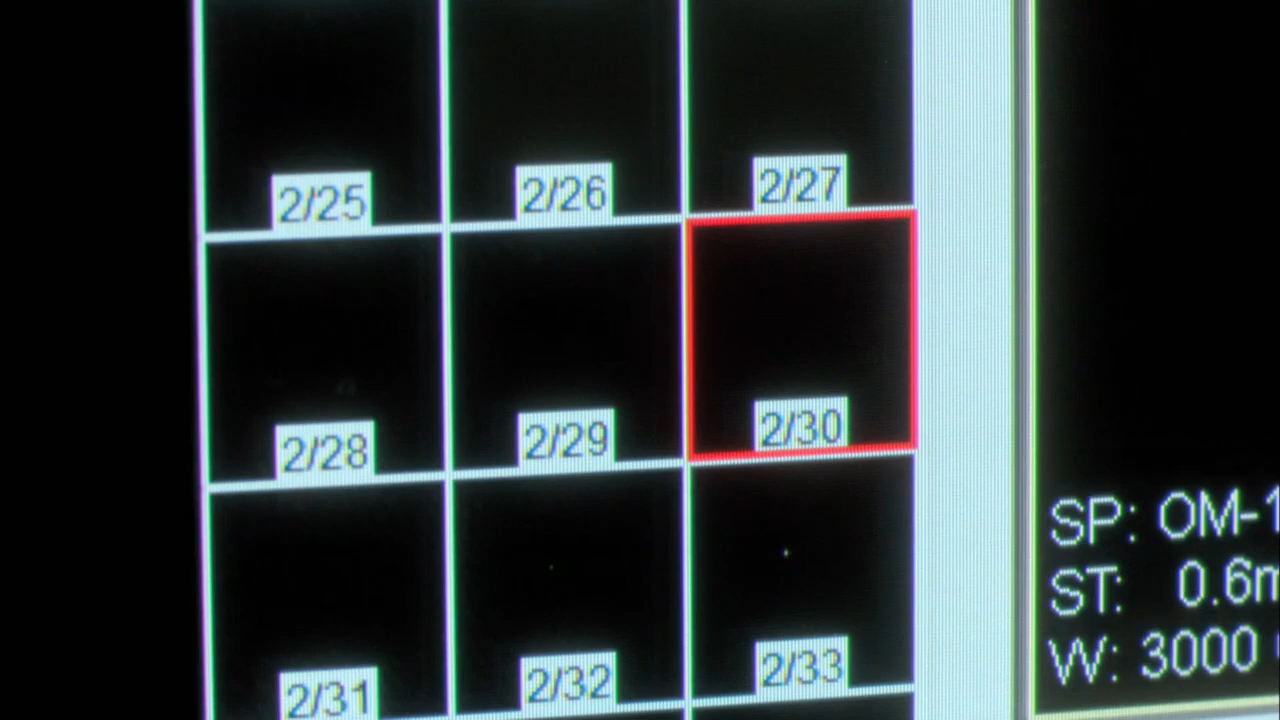 2/25 2/26 2/27
2/28 2/29 2/30
2/31 2/32 2/33
SP: OM-1
ST: 0.6m
W: 3000